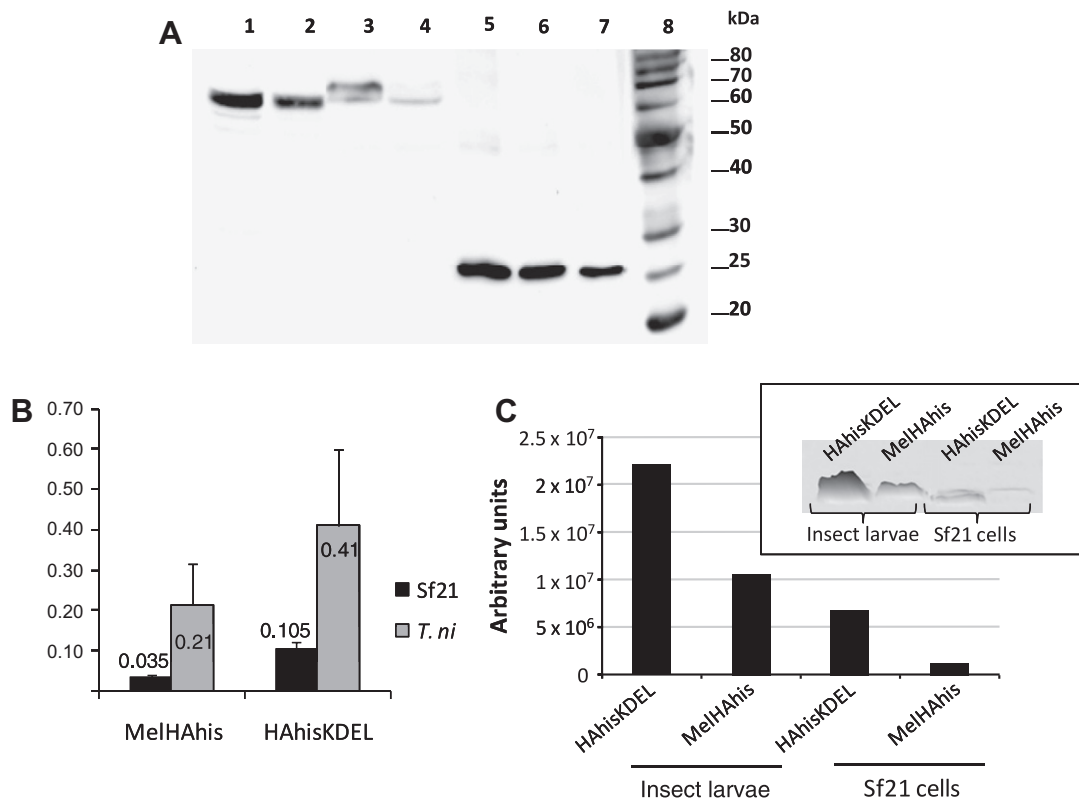 A
1 2 3 4 5 6 7 8 kDa
80
70
60
50
40
30
25
20
B
0.70
0.60
0.50
0.40
0.30
0.20
0.10
0.035
0.21
0.105
0.41
Sf21
T. ni
MelHAhis HAhisKDEL
C
Arbitrary units
2.5 x 10⁷
2 x 10⁷
1.5 x 10⁷
1 x 10⁷
5 x 10⁶
0
HAhisKDEL MelHAhis HAhisKDEL MelHAhis
Insect larvae Sf21 cells
HAhisKDEL MelHAhis HAhisKDEL MelHAhis
Insect larvae Sf21 cells